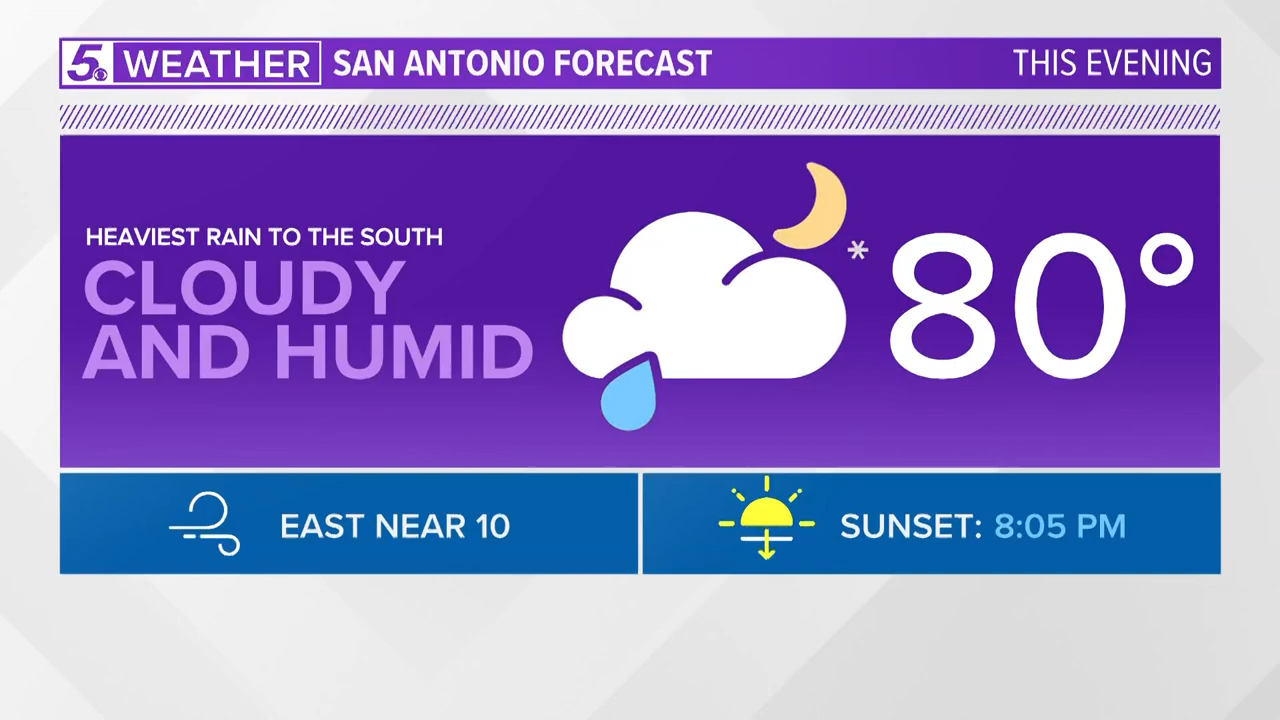 5 WEATHER SAN ANTONIO FORECAST THIS EVENING
HEAVIEST RAIN TO THE SOUTH
CLOUDY
AND HUMID
* 80°
EAST NEAR 10
SUNSET: 8:05 PM